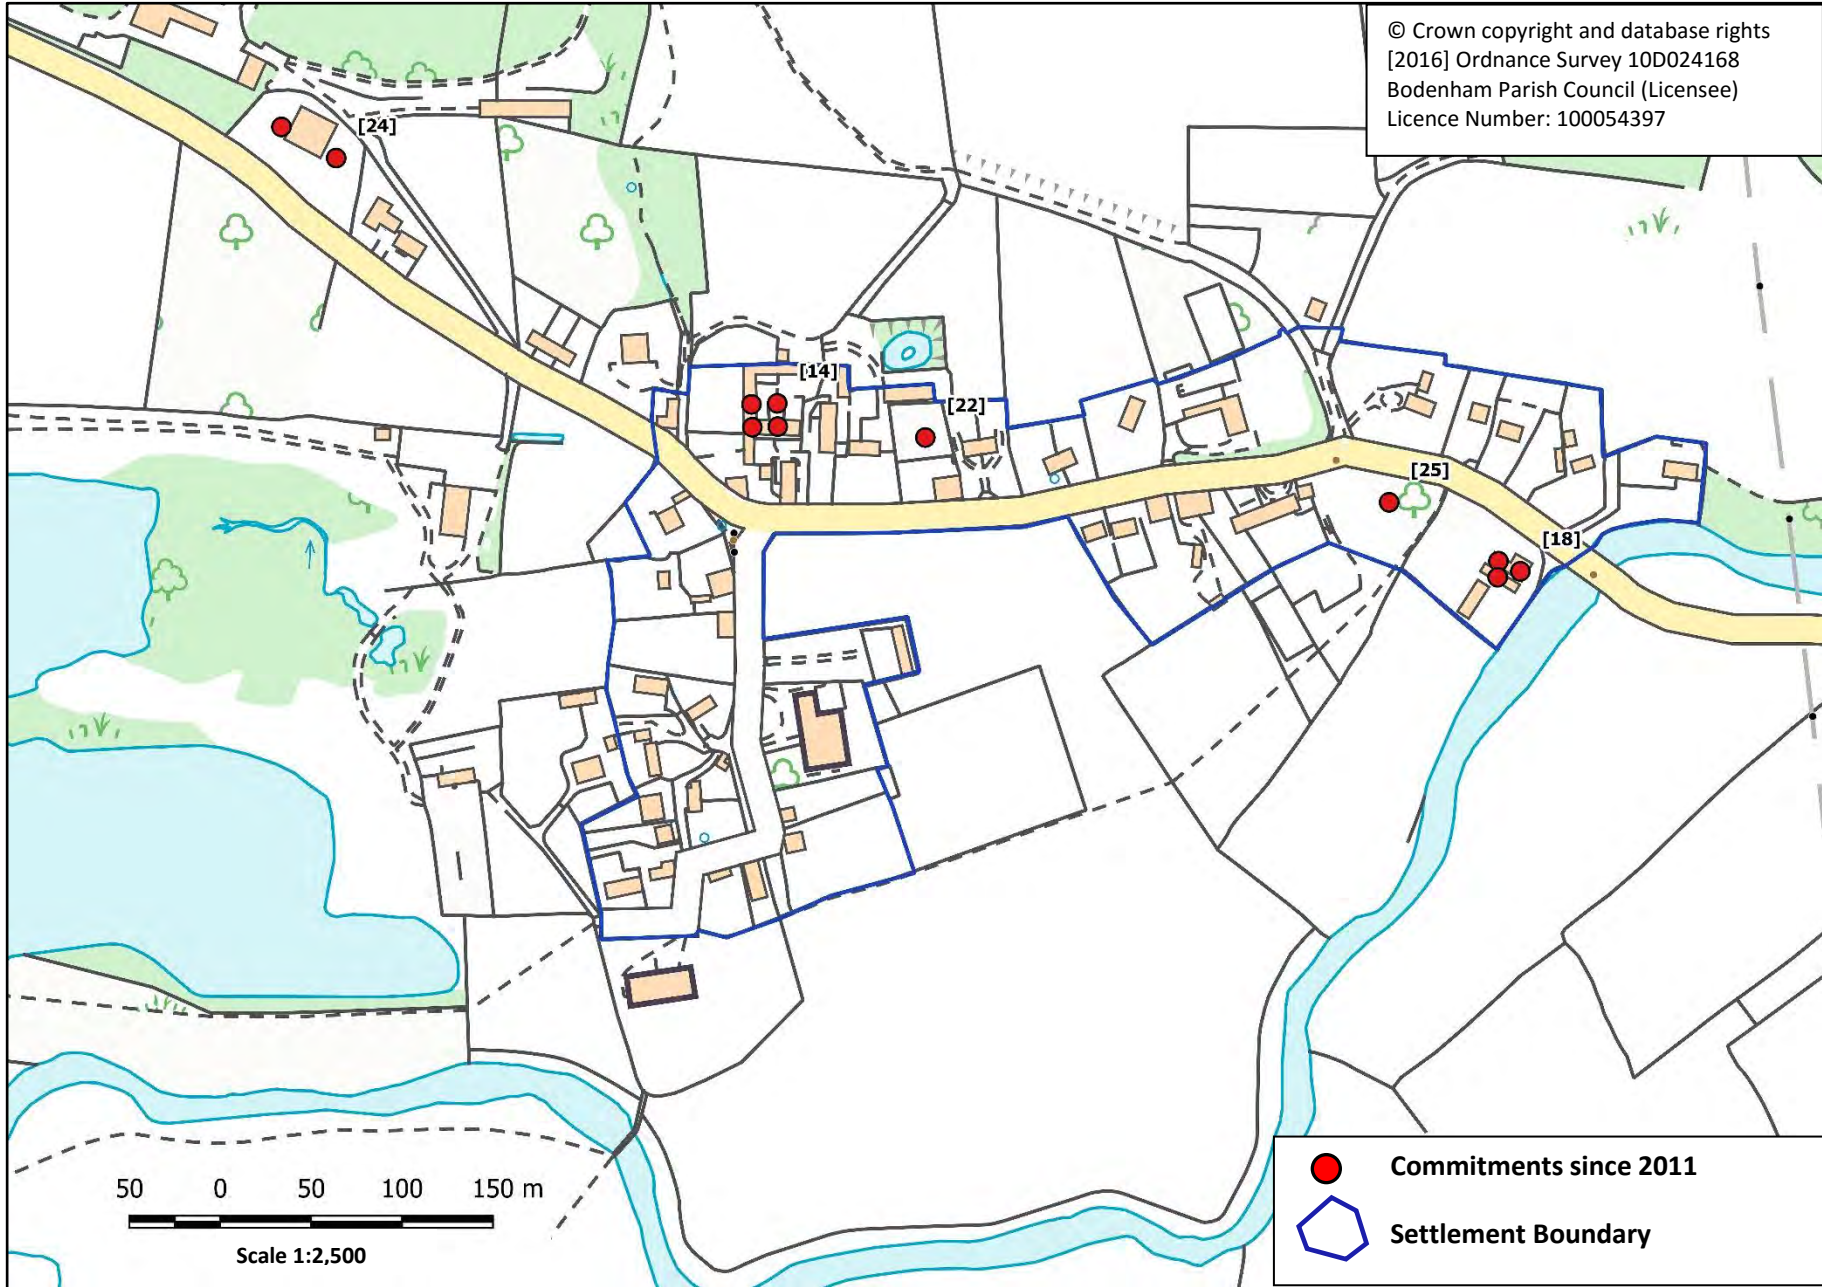 © Crown copyright and database rights
[2016] Ordnance Survey 10D024168
Bodenham Parish Council (Licensee)
Licence Number: 100054397
[24]
[14]
[22]
[25]
[18]
50 0 50 100 150 m
Scale 1:2,500
Commitments since 2011
Settlement Boundary